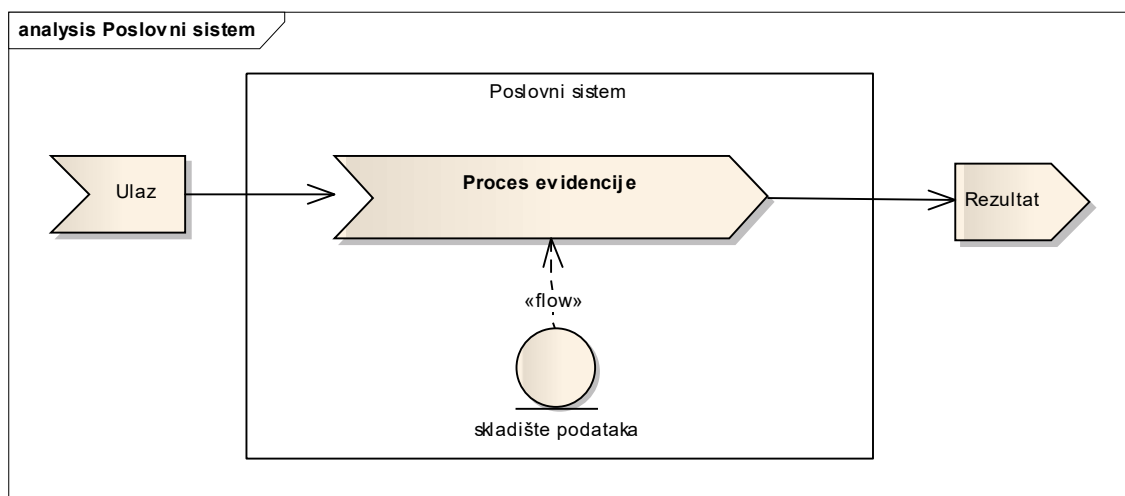 analysis Poslovni sistem
Poslovni sistem
Ulaz
Proces evidencije
Rezultat
«flow»
skladište podataka